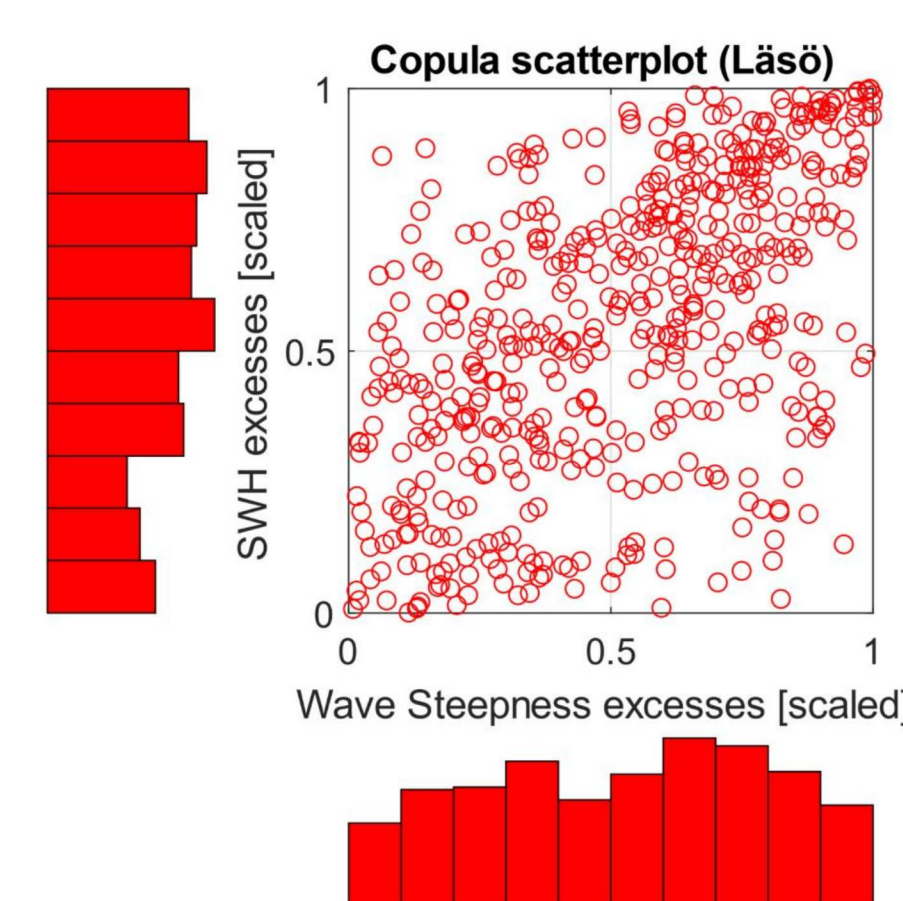 Copula scatterplot (Läsö)
SWH excesses [scaled]
1
0.5
0
0 0.5 1
Wave Steepness excesses [scaled]